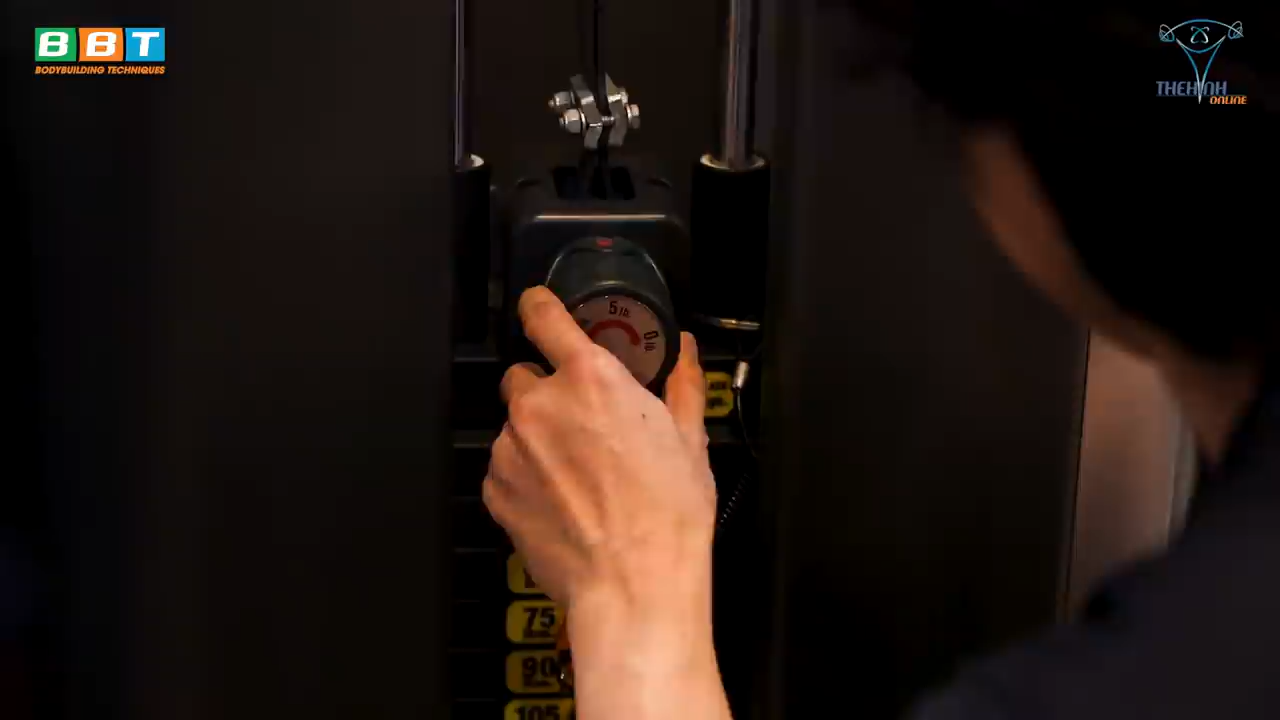 BBT
BODYBUILDING TECHNIQUES
THEHINH
ONLINE
5 lb
0 lb
75
90
105